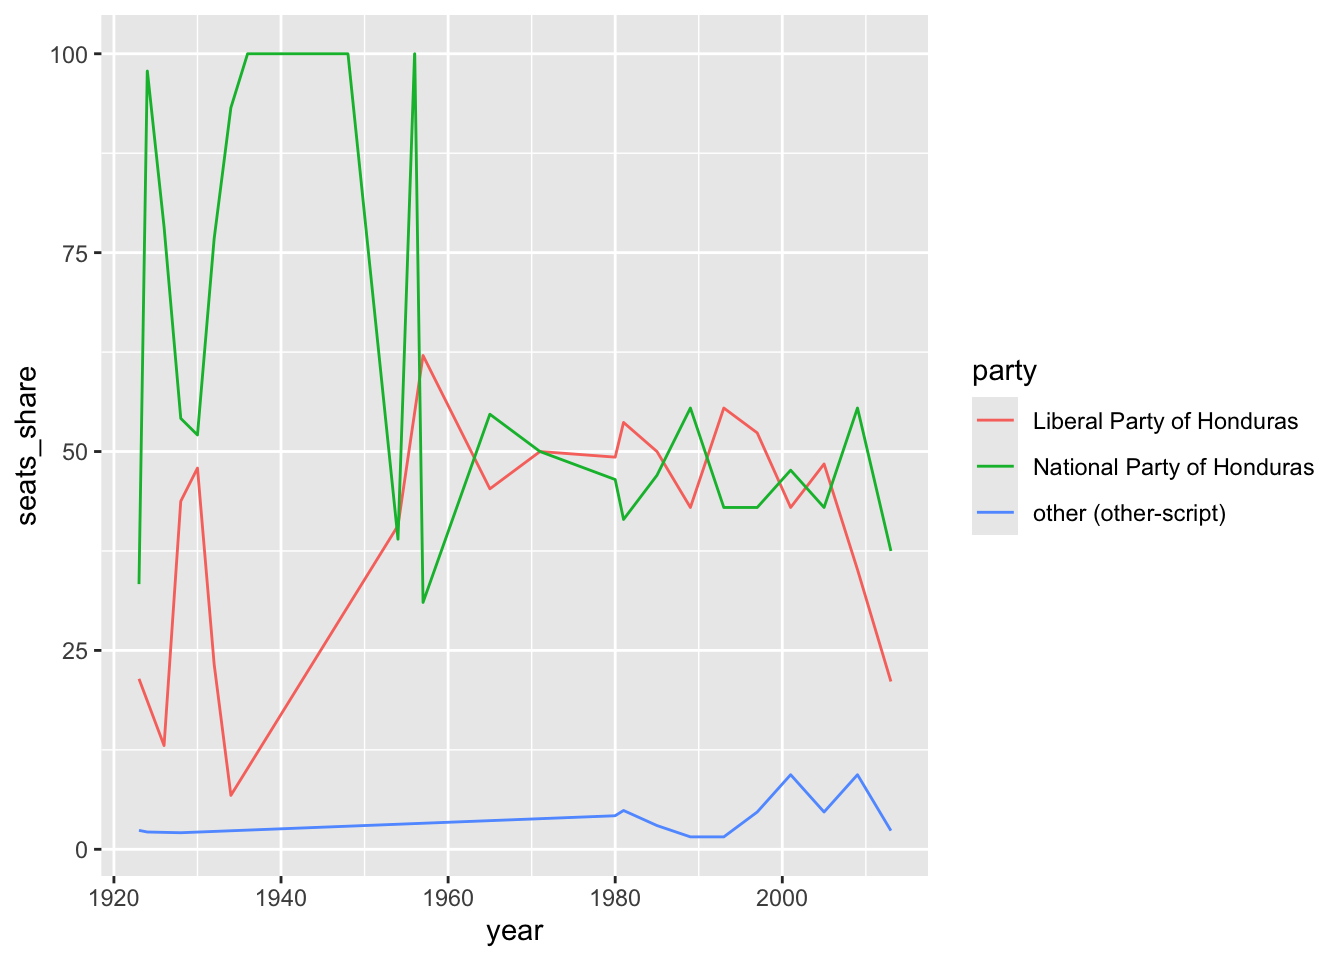 100
75
50
25
0
seats_share
1920 1940 1960 1980 2000
year
party
Liberal Party of Honduras
National Party of Honduras
other (other-script)